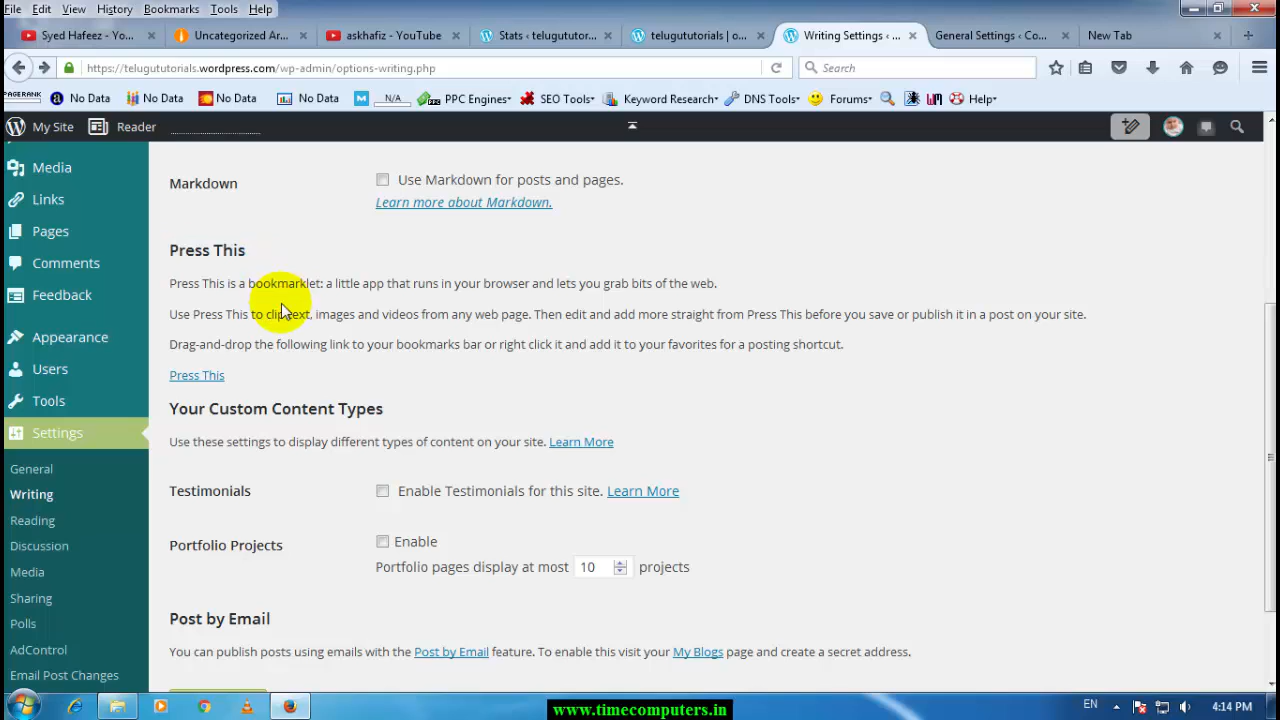 File Edit View History Bookmarks Tools Help
Syed Hafeez - Yo... Uncategorized Ar... askhafiz - YouTube Stats ‹ telugututor... telugututorials | o... Writing Settings ‹ ... General Settings ‹ Co... New Tab
https://telugututorials.wordpress.com/wp-admin/options-writing.php Search
PAGERANK No Data No Data No Data No Data N/A PPC Engines SEO Tools Keyword Research DNS Tools Forums Help
My Site Reader
Media
Links
Pages
Comments
Feedback
Appearance
Users
Tools
Settings
General
Writing
Reading
Discussion
Media
Sharing
Polls
AdControl
Email Post Changes
Markdown Use Markdown for posts and pages.
Learn more about Markdown.
Press This
Press This is a bookmarklet: a little app that runs in your browser and lets you grab bits of the web.
Use Press This to clip text, images and videos from any web page. Then edit and add more straight from Press This before you save or publish it in a post on your site.
Drag-and-drop the following link to your bookmarks bar or right click it and add it to your favorites for a posting shortcut.
Press This
Your Custom Content Types
Use these settings to display different types of content on your site. Learn More
Testimonials Enable Testimonials for this site. Learn More
Portfolio Projects Enable
Portfolio pages display at most 10 projects
Post by Email
You can publish posts using emails with the Post by Email feature. To enable this visit your My Blogs page and create a secret address.
www.timecomputers.in
EN 4:14 PM